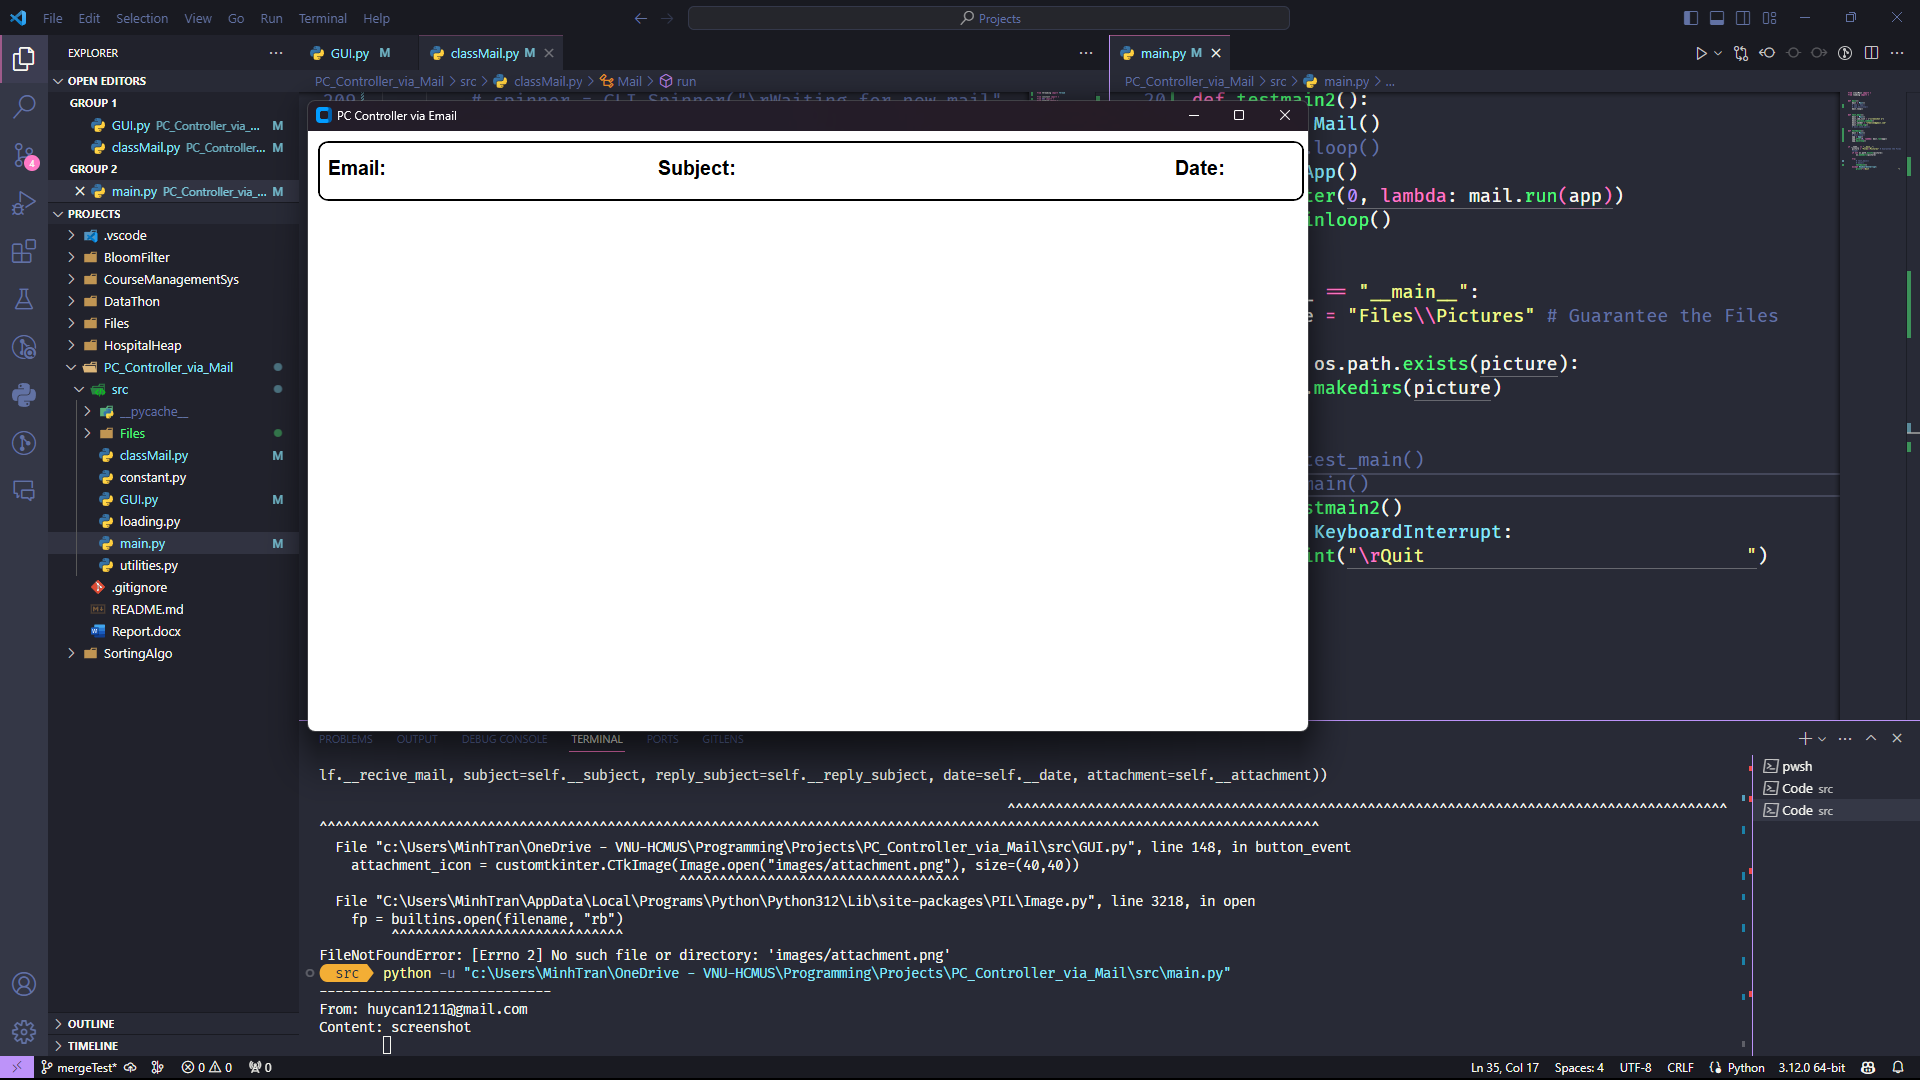 File Edit Selection View Go Run Terminal Help
Projects
EXPLORER
OPEN EDITORS
GROUP 1
GUI.py PC_Controller_via_... M
classMail.py PC_Controller... M
GROUP 2
main.py PC_Controller_via_... M
PROJECTS
.vscode
BloomFilter
CourseManagementSys
DataThon
Files
HospitalHeap
PC_Controller_via_Mail
src
__pycache__
Files
classMail.py M
constant.py
GUI.py M
loading.py
main.py M
utilities.py
.gitignore
README.md
Report.docx
SortingAlgo
OUTLINE
TIMELINE
4
GUI.py M
classMail.py M
PC_Controller_via_Mail > src > classMail.py > Mail > run
PC Controller via Email
Email: Subject: Date:
main.py M
PC_Controller_via_Mail > src > main.py > ...
20 def testmain2():
Mail()
loop()
App()
ter(0, lambda: mail.run(app))
inloop()
_ == "__main__":
e = "Files\\Pictures" # Guarantee the Files
os.path.exists(picture):
.makedirs(picture)
test_main()
main()
stmain2()
KeyboardInterrupt:
int("\rQuit ")
PROBLEMS OUTPUT DEBUG CONSOLE TERMINAL PORTS GITLENS
lf.__recive_mail, subject=self.__subject, reply_subject=self.__reply_subject, date=self.__date, attachment=self.__attachment))
File "c:\Users\MinhTran\OneDrive - VNU-HCMUS\Programming\Projects\PC_Controller_via_Mail\src\GUI.py", line 148, in button_event
attachment_icon = customtkinter.CTkImage(Image.open("images/attachment.png"), size=(40,40))
File "C:\Users\MinhTran\AppData\Local\Programs\Python\Python312\Lib\site-packages\PIL\Image.py", line 3218, in open
fp = builtins.open(filename, "rb")
FileNotFoundError: [Errno 2] No such file or directory: 'images/attachment.png'
src python -u "c:\Users\MinhTran\OneDrive - VNU-HCMUS\Programming\Projects\PC_Controller_via_Mail\src\main.py"
-----------------------------
From: huycan1211@gmail.com
Content: screenshot
pwsh
Code src
Code src
mergeTest* 0 0 0
Ln 35, Col 17 Spaces: 4 UTF-8 CRLF Python 3.12.0 64-bit